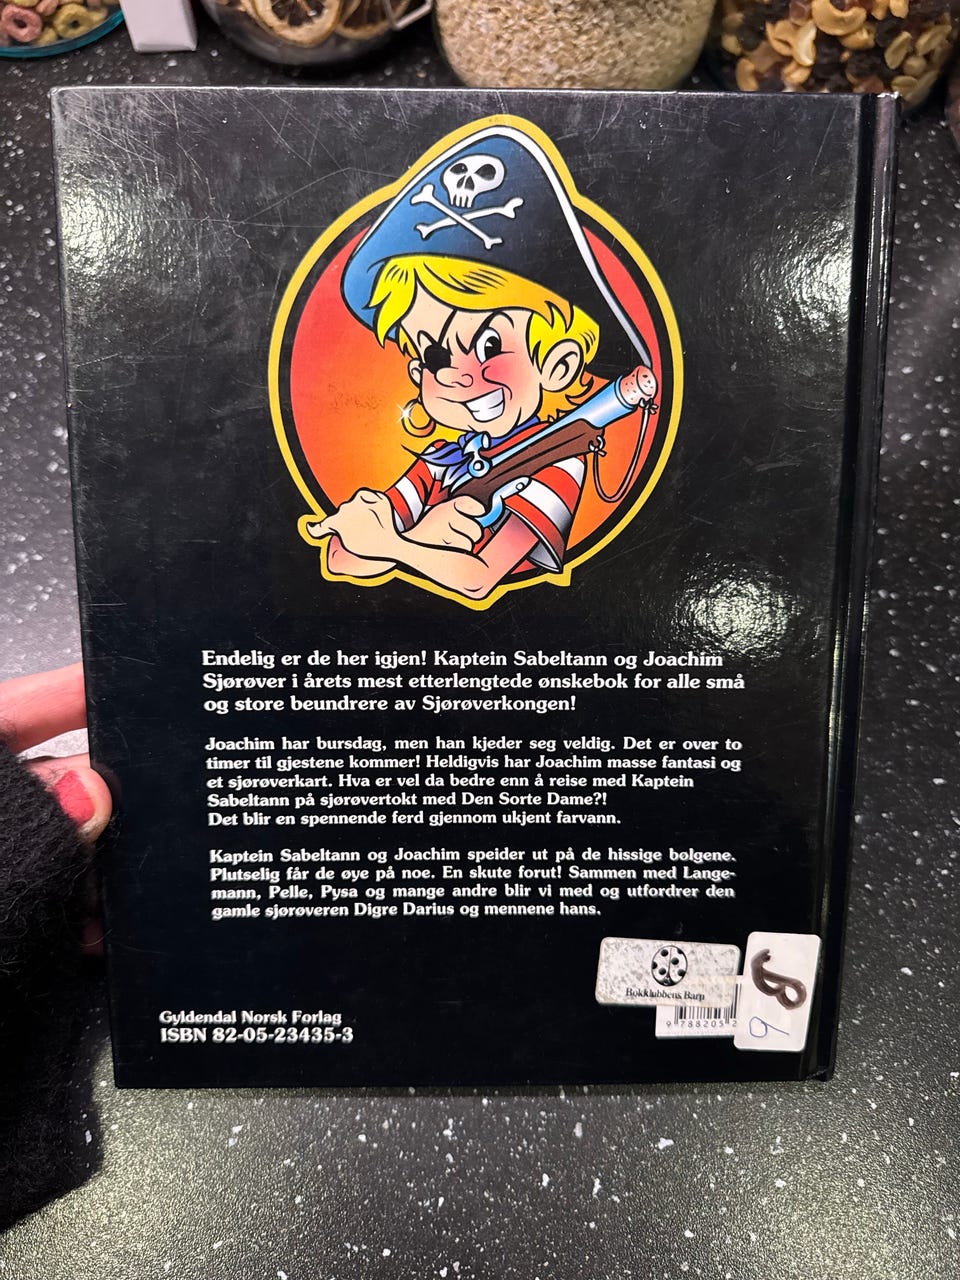 Endelig er de her igjen! Kaptein Sabeltann og Joachim
Sjørøver i årets mest etterlengtede ønskebok for alle små
og store beundrere av Sjørøverkongen!
Joachim har bursdag, men han kjeder seg veldig. Det er over to
timer til gjestene kommer! Heldigvis har Joachim masse fantasi og
et sjørøverkart. Hva er vel da bedre enn å reise med Kaptein
Sabeltann på sjørøvertokt med Den Sorte Dame?!
Det blir en spennende ferd gjennom ukjent farvann.
Kaptein Sabeltann og Joachim speider ut på de hissige bølgene.
Plutselig får de øye på noe. En skute forut! Sammen med Lange-
mann, Pelle, Pysa og mange andre blir vi med og utfordrer den
gamle sjørøveren Digre Darius og mennene hans.
Bokklubbens Barn
9 788205 2
Gyldendal Norsk Forlag
ISBN 82-05-23435-3